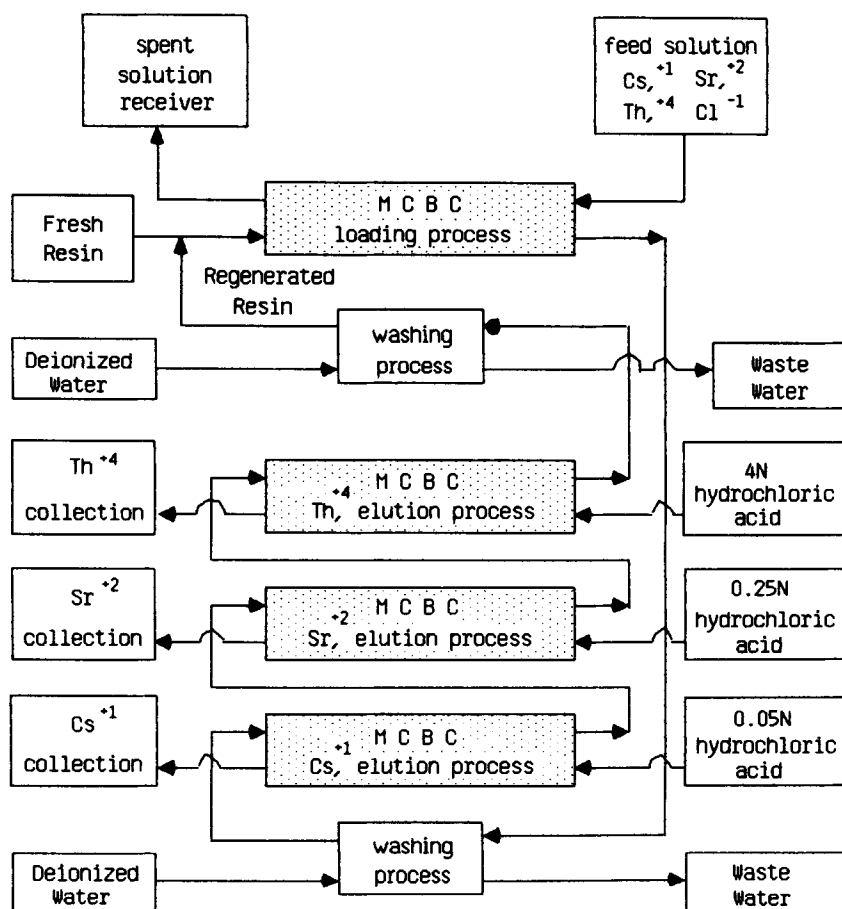 spent
solution
receiver
feed solution
Cs,+1 Sr,+2
Th,+4 Cl-1
M C B C
loading process
Fresh
Resin
Regenerated
Resin
washing
process
Deionized
Water
Waste
Water
Th+4
collection
M C B C
Th,+4 elution process
4N
hydrochloric
acid
Sr+2
collection
M C B C
Sr,+2 elution process
0.25N
hydrochloric
acid
Cs+1
collection
M C B C
Cs,+1 elution process
0.05N
hydrochloric
acid
washing
process
Deionized
Water
Waste
Water